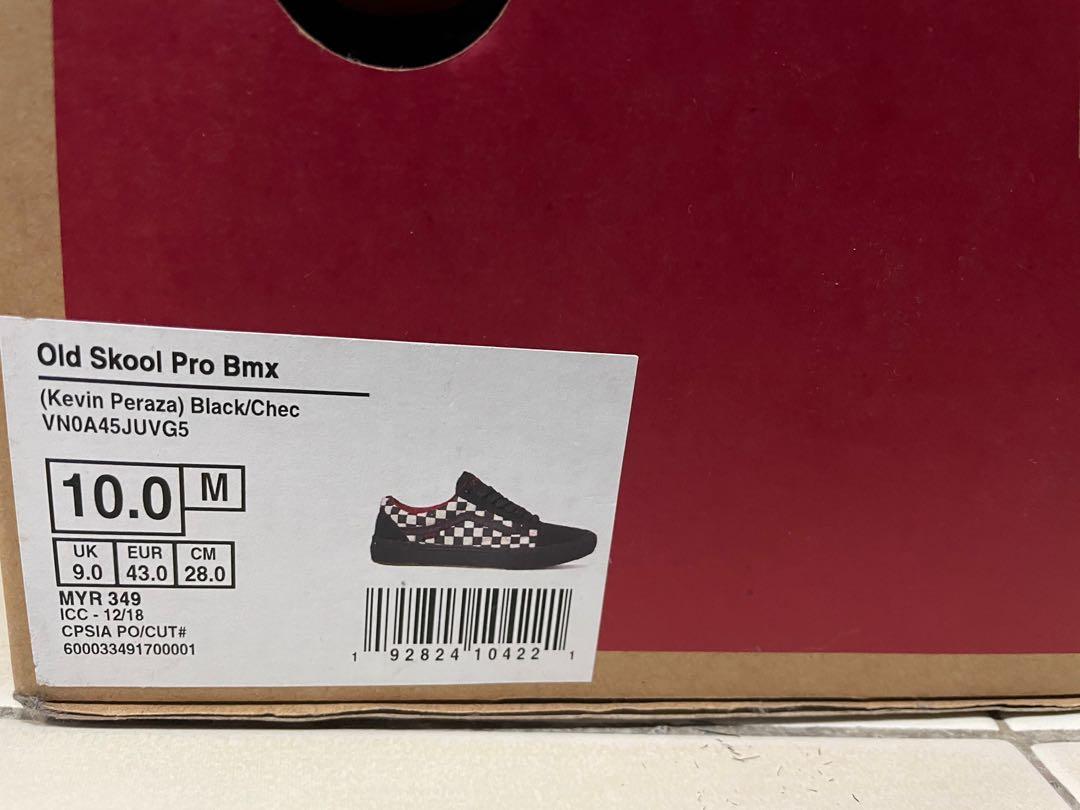 Old Skool Pro Bmx
(Kevin Peraza) Black/Chec
VN0A45JUVG5
10.0 M
UK EUR CM
9.0 43.0 28.0
MYR 349
ICC - 12/18
CPSIA PO/CUT#
600033491700001
1 92824 10422 1